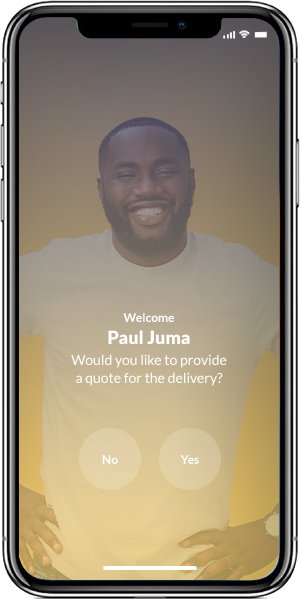 Welcome
Paul Juma
Would you like to provide
a quote for the delivery?
No
Yes